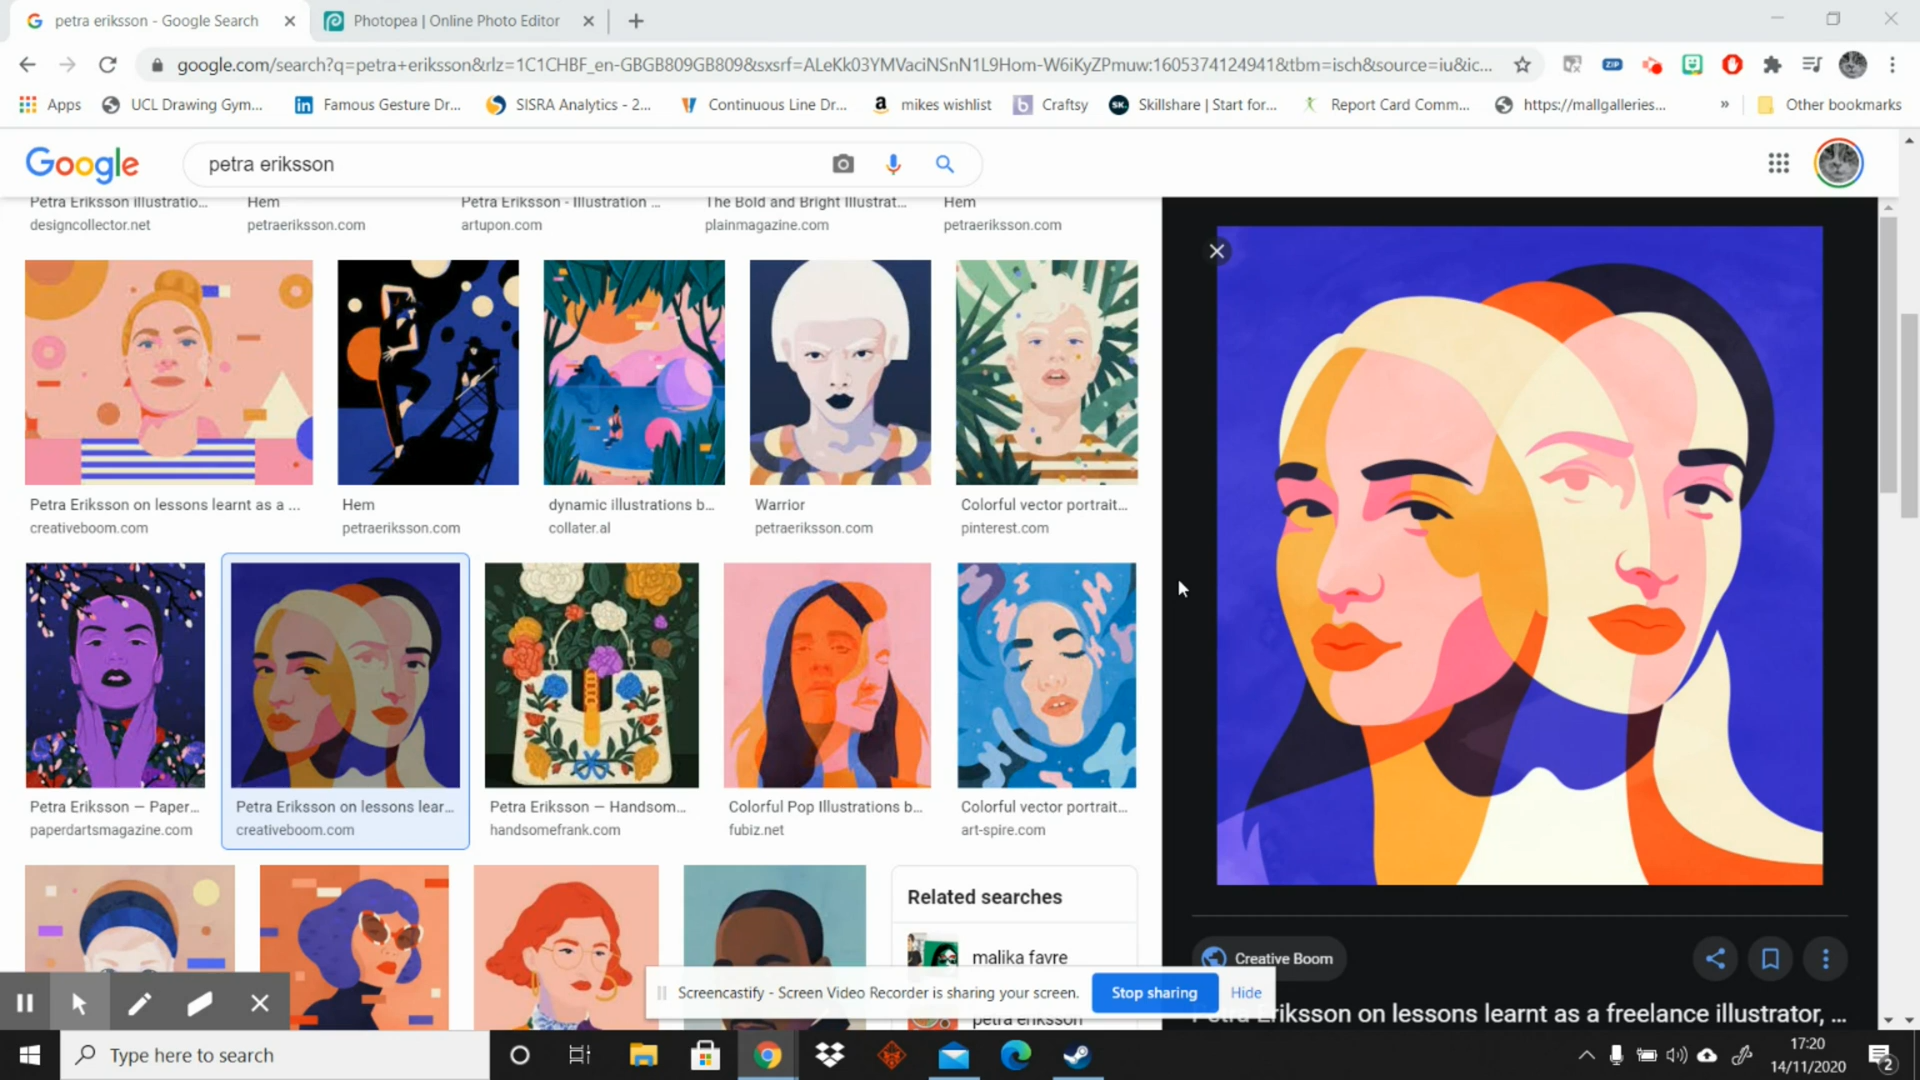 petra eriksson - Google Search
Photopea | Online Photo Editor
google.com/search?q=petra+eriksson&rlz=1C1CHBF_en-GBGB809GB809&sxsrf=ALeKk03YMVaciNSnN1L9Hom-W6iKyZPmuw:1605374124941&tbm=isch&source=iu&ic...
ZIP
Apps
UCL Drawing Gym...
Famous Gesture Dr...
SISRA Analytics - 2...
Continuous Line Dr...
mikes wishlist
Craftsy
SK.
Skillshare | Start for...
Report Card Comm...
https://mallgalleries...
»
Other bookmarks
Google
petra eriksson
Petra Eriksson illustratio...
designcollector.net
Hem
petraeriksson.com
Petra Eriksson - Illustration ...
artupon.com
The Bold and Bright Illustrat...
plainmagazine.com
Hem
petraeriksson.com
Petra Eriksson on lessons learnt as a ...
creativeboom.com
Hem
petraeriksson.com
dynamic illustrations b...
collater.al
Warrior
petraeriksson.com
Colorful vector portrait...
pinterest.com
Petra Eriksson — Paper...
paperdartsmagazine.com
Petra Eriksson on lessons lear...
creativeboom.com
Petra Eriksson — Handsom...
handsomefrank.com
Colorful Pop Illustrations b...
fubiz.net
Colorful vector portrait...
art-spire.com
Related searches
malika favre
petra eriksson
Creative Boom
Petra Eriksson on lessons learnt as a freelance illustrator, ...
Screencastify - Screen Video Recorder is sharing your screen.
Stop sharing
Hide
Type here to search
17:20
14/11/2020
2